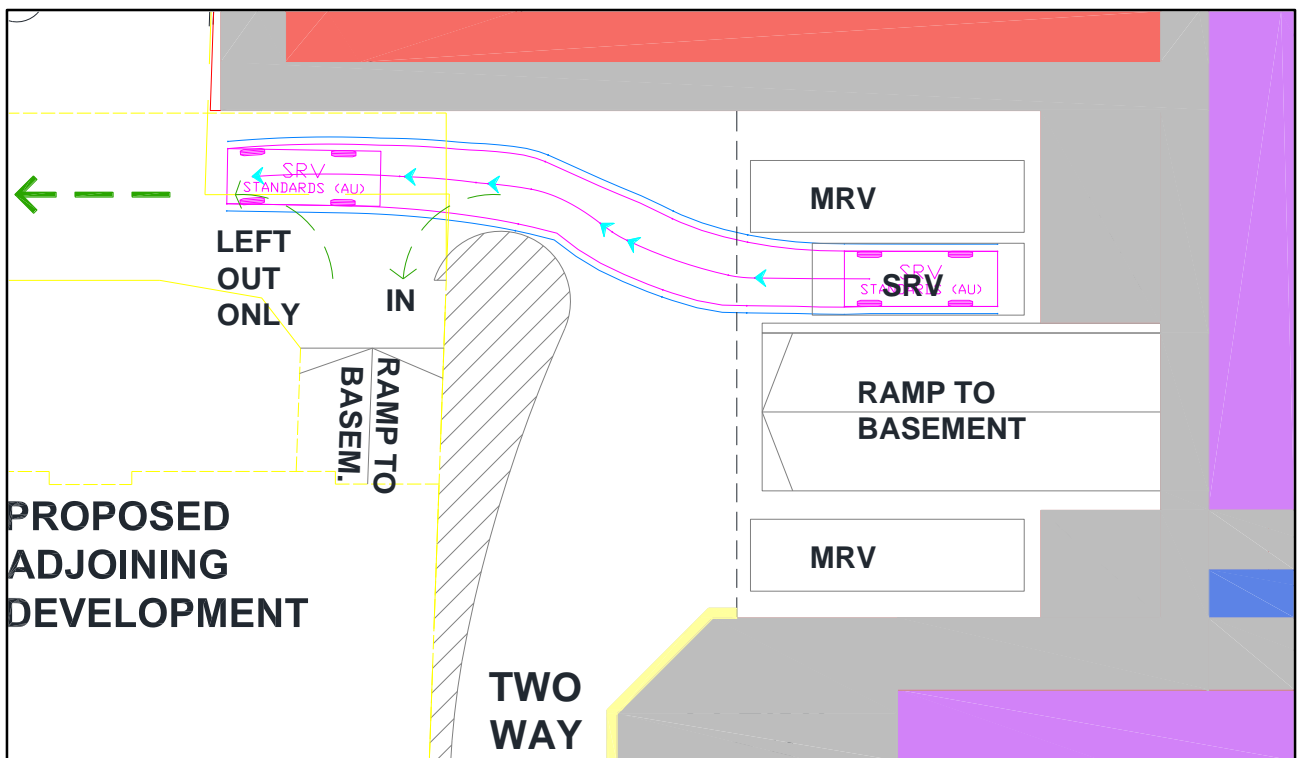 SRV
STANDARDS (AU)
MRV
LEFT
OUT
ONLY
IN
SRV
STANDARDS (AU)
SRV
RAMP TO
BASEM.
RAMP TO
BASEMENT
PROPOSED
ADJOINING
DEVELOPMENT
MRV
TWO
WAY